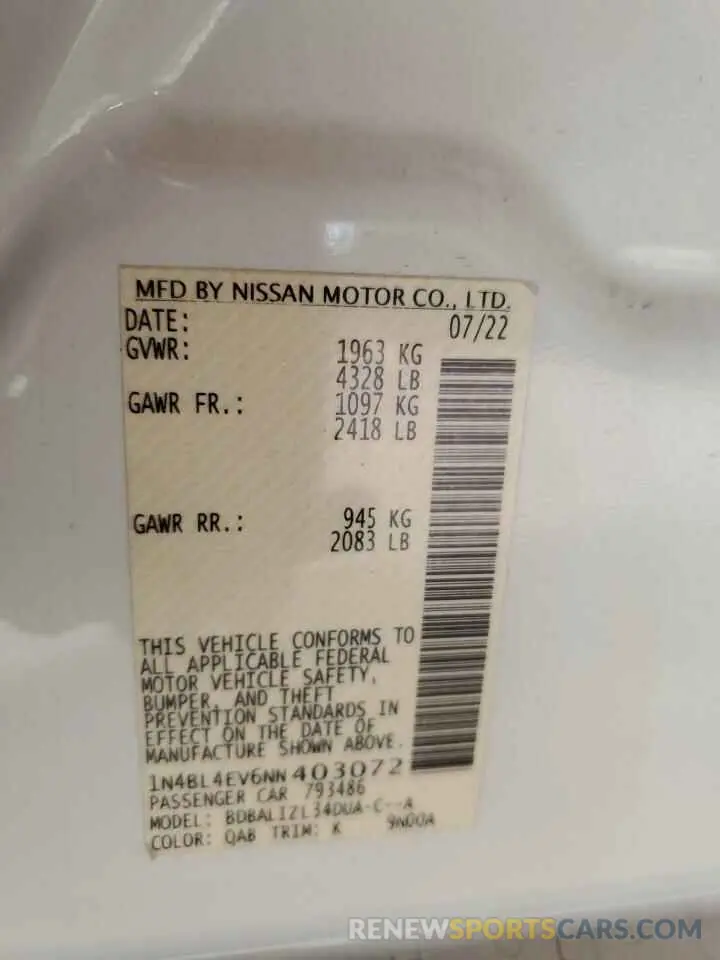 MFD BY NISSAN MOTOR CO., LTD.
DATE: 07/22
GVWR: 1963 KG
4328 LB
GAWR FR.: 1097 KG
2418 LB
GAWR RR.: 945 KG
2083 LB
THIS VEHICLE CONFORMS TO
ALL APPLICABLE FEDERAL
MOTOR VEHICLE SAFETY,
BUMPER, AND THEFT
PREVENTION STANDARDS IN
EFFECT ON THE DATE OF
MANUFACTURE SHOWN ABOVE.
1N4BL4EV6NN403072
PASSENGER CAR 793486
MODEL: BDBALIZL34DUA-C--A
COLOR: QAB TRIM: K 9N00A
RENEWSPORTSCARS.COM